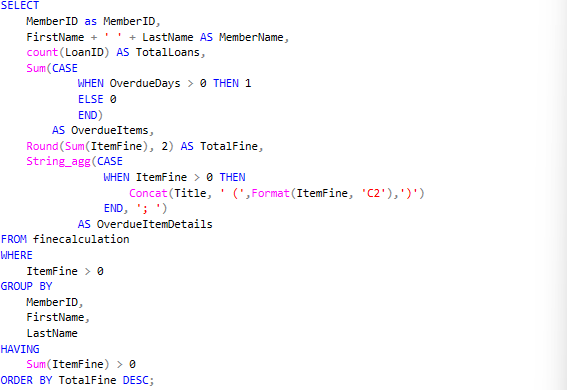 SELECT
MemberID as MemberID,
FirstName + ' ' + LastName AS MemberName,
count(LoanID) AS TotalLoans,
Sum(CASE
WHEN OverdueDays > 0 THEN 1
ELSE 0
END)
AS OverdueItems,
Round(Sum(ItemFine), 2) AS TotalFine,
String_agg(CASE
WHEN ItemFine > 0 THEN
Concat(Title, ' (',Format(ItemFine, 'C2'),')')
END, '; ')
AS OverdueItemDetails
FROM finecalculation
WHERE
ItemFine > 0
GROUP BY
MemberID,
FirstName,
LastName
HAVING
Sum(ItemFine) > 0
ORDER BY TotalFine DESC;